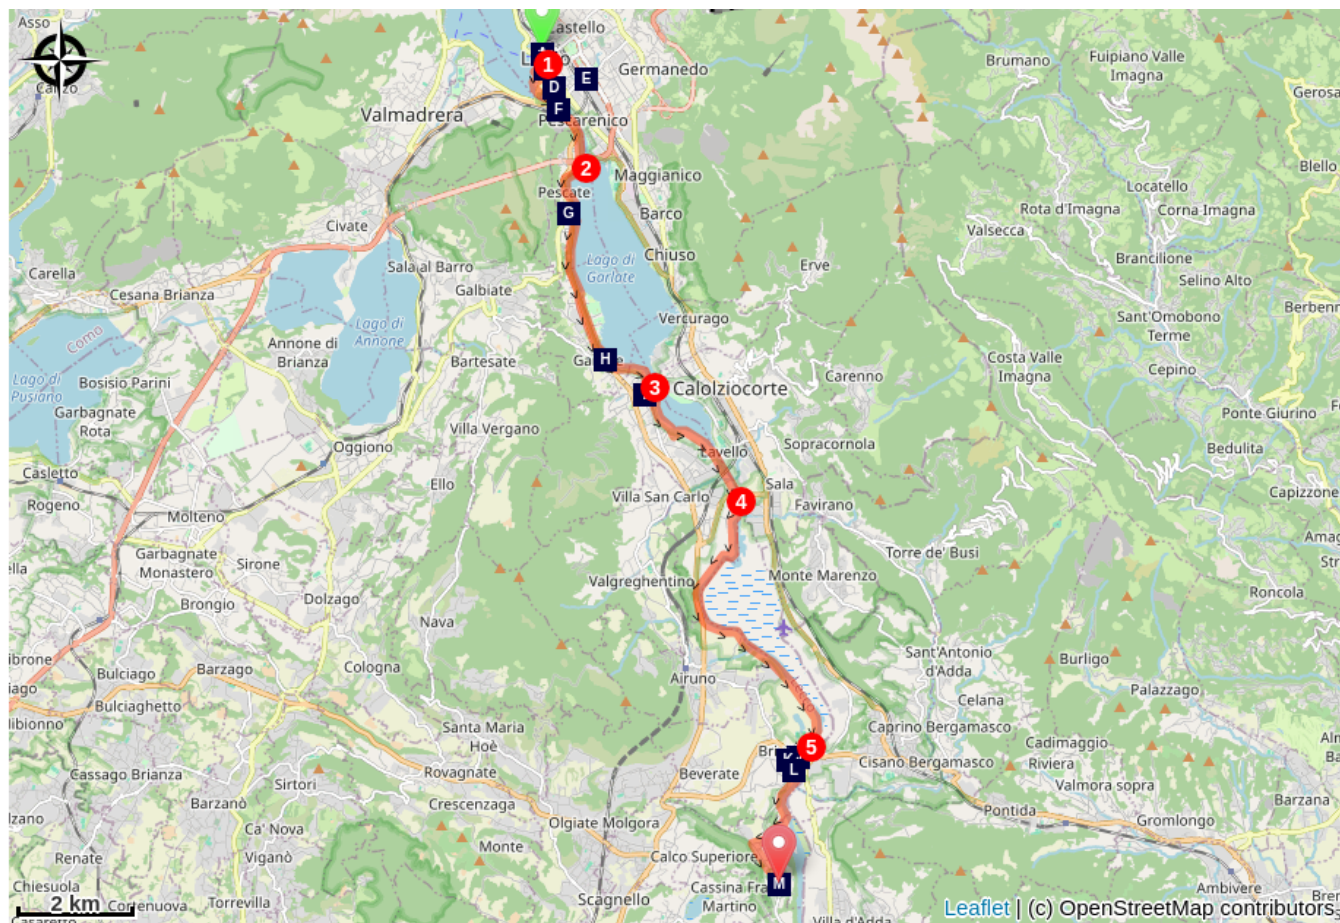 Asso
Castello
Brumano
Fuipiano Valle
Imagna
1
E
Germanedo
D
Gerosa
F
Valmadrera
Pescarenico
2
Maggianico
Blello
Pescate
Locatello
G
Barco
Rota d'Imagna
Corna Imagna
Civate
Valsecca
Lago di
Garlate
Chiuso
Brancilione
Carella
Sala al Barro
Erve
Selino Alto
Cesana Brianza
Galbiate
Como
Vercurago
Sant'Omobono
Terme
Lago di
Annone
Annone di
Brianza
H
Costa Valle
Imagna
Bartesate
Lago di
Pusiano
Bosisio Parini
3
Calolziocorte
Carenno
Cepino
Garbagnate
Rota
Ponte Giurino
Villa Vergano
Oggiono
Sopracornola
Bedulita
Lavello
Casletto
Ello
Sala
Villa San Carlo
4
Capizzone
Rogeno
Favirano
Molteno
Garbagnate
Monastero
Sirone
Torre de' Busi
Valgreghentino
Monte Marenzo
Dolzago
Brongio
Roncola
Nava
Sant'Antonio
d'Adda
Cologna
Burligo
Bulciago
Barzago
Airuno
Bulciaghetto
Celana
Palazzago
Santa Maria
Hoè
Caprino Bergamasco
5
Cadimaggio
Riviera
Cassago Brianza
Rovagnate
Beverate
L
Cisano Bergamasco
Sirtori
Valmora sopra
Barzanò
Crescenzaga
Pontida
Barzana
Olgiate Molgora
Gromlongo
Ca' Nova
Monte
Calco Superiore
Renate
Viganò
M
Chiesuola
Cassina Fra
Martino
Ambivere
Scagnello
2 km
Torrevilla
Villa d'Adda
Leaflet | (c) OpenStreetMap contributors